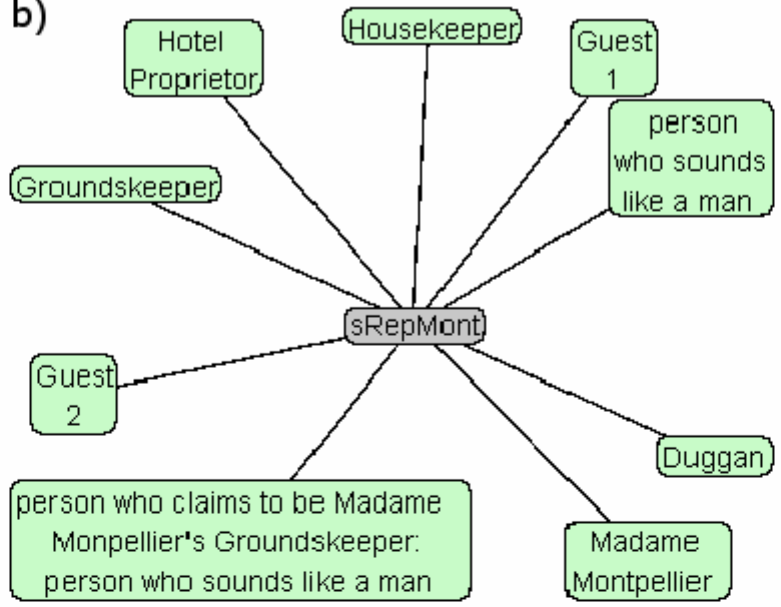 b)
Hotel
Proprietor
Housekeeper
Guest
1
person
who sounds
like a man
Groundskeeper
sRepMont
Guest
2
Duggan
person who claims to be Madame
Monpellier's Groundskeeper:
person who sounds like a man
Madame
Montpellier